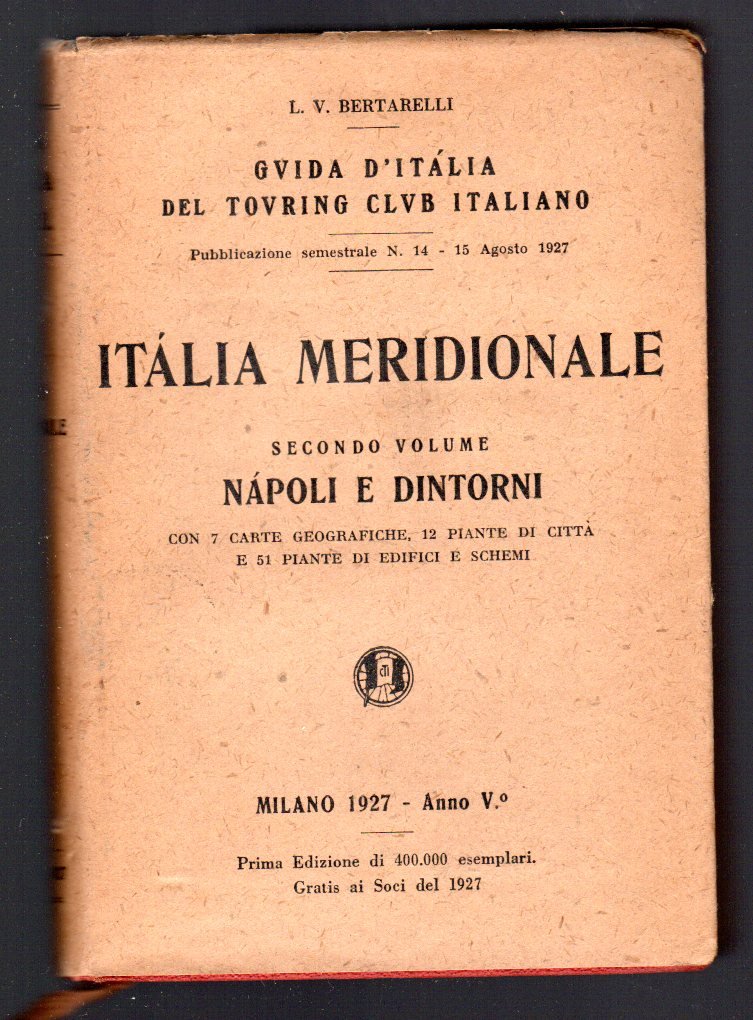 L. V. BERTARELLI
GVIDA D'ITÁLIA
DEL TOVRING CLVB ITALIANO
Pubblicazione semestrale N. 14 - 15 Agosto 1927
ITÁLIA MERIDIONALE
SECONDO VOLUME
NÁPOLI E DINTORNI
CON 7 CARTE GEOGRAFICHE, 12 PIANTE DI CITTÀ
E 51 PIANTE DI EDIFICI E SCHEMI
CTI
MILANO 1927 - Anno V.º
Prima Edizione di 400.000 esemplari.
Gratis ai Soci del 1927